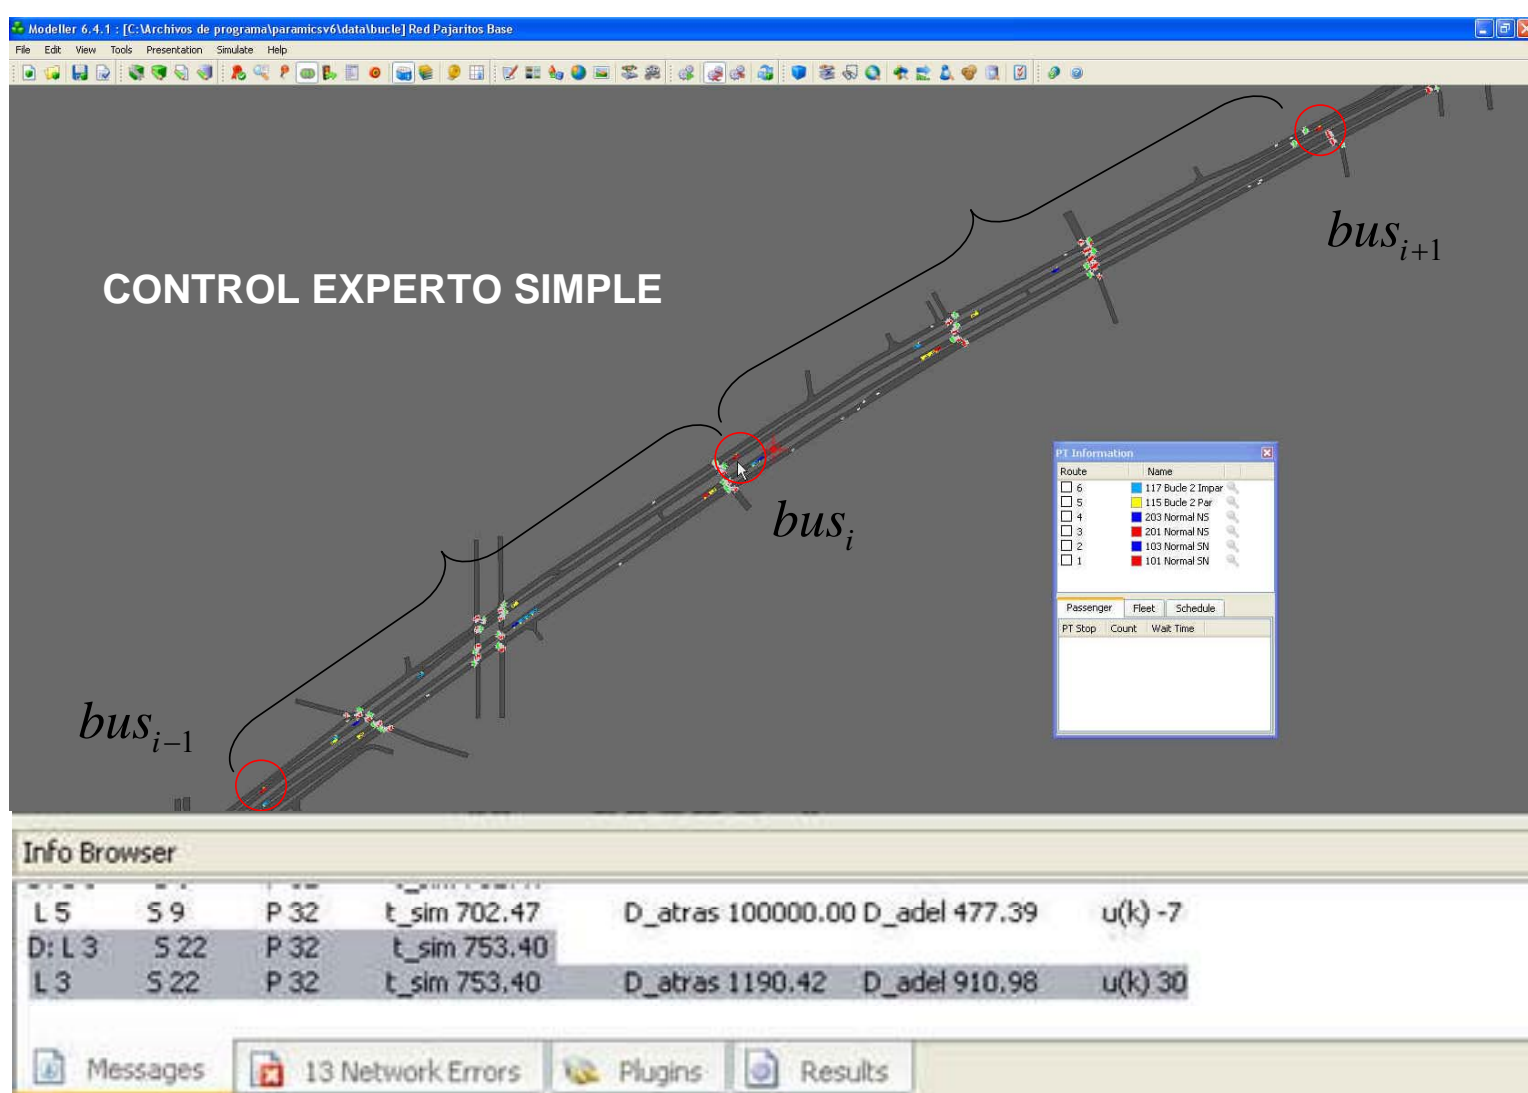 Modeller 6.4.1 : [C:\Archivos de programa\paramicsv6\data\bucle] Red Pajaritos Base
File Edit View Tools Presentation Simulate Help
bus_{i+1}
CONTROL EXPERTO SIMPLE
bus_i
bus_{i-1}
PT Information
Route Name
6 117 Bucle 2 Impar
5 115 Bucle 2 Par
4 203 Normal NS
3 201 Normal NS
2 103 Normal SN
1 101 Normal SN
Passenger Fleet Schedule
PT Stop Count Wait Time
Info Browser
L 5 S 9 P 32 t_sim 702.47 D_atras 100000.00 D_adel 477.39 u(k) -7
D: L 3 S 22 P 32 t_sim 753.40
L 3 S 22 P 32 t_sim 753.40 D_atras 1190.42 D_adel 910.98 u(k) 30
Messages 13 Network Errors Plugins Results